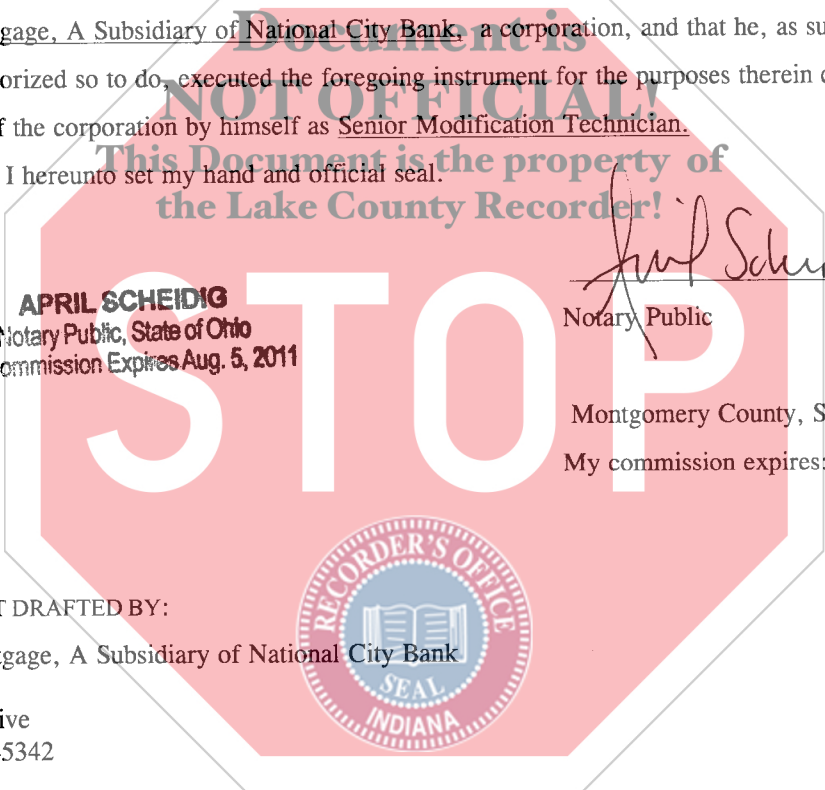 gage, A Subsidiary of National City Bank, a corporation, and that he, as su
Document is
orized so to do, executed the foregoing instrument for the purposes therein
NOT OFFICIAL!
f the corporation by himself as Senior Modification Technician.
This Document is the property of
I hereunto set my hand and official seal.
the Lake County Recorder!
APRIL SCHEIDIG
Notary Public, State of Ohio
ommission Expires Aug. 5, 2011
Notary Public
STOP
Montgomery County, S
My commission expires:
RECORDER'S OFFICE
SEAL
INDIANA
T DRAFTED BY:
gage, A Subsidiary of National City Bank
ive
5342